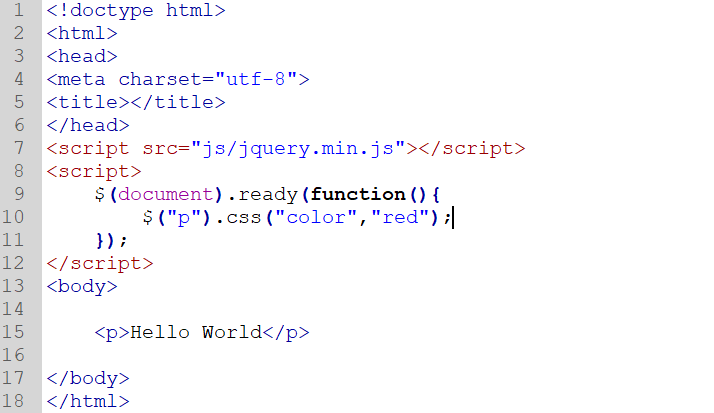 1 <!doctype html>
2 <html>
3 <head>
4 <meta charset="utf-8">
5 <title></title>
6 </head>
7 <script src="js/jquery.min.js"></script>
8 <script>
9     $(document).ready(function(){
10         $("p").css("color","red");
11     });
12 </script>
13 <body>
14
15     <p>Hello World</p>
16
17 </body>
18 </html>